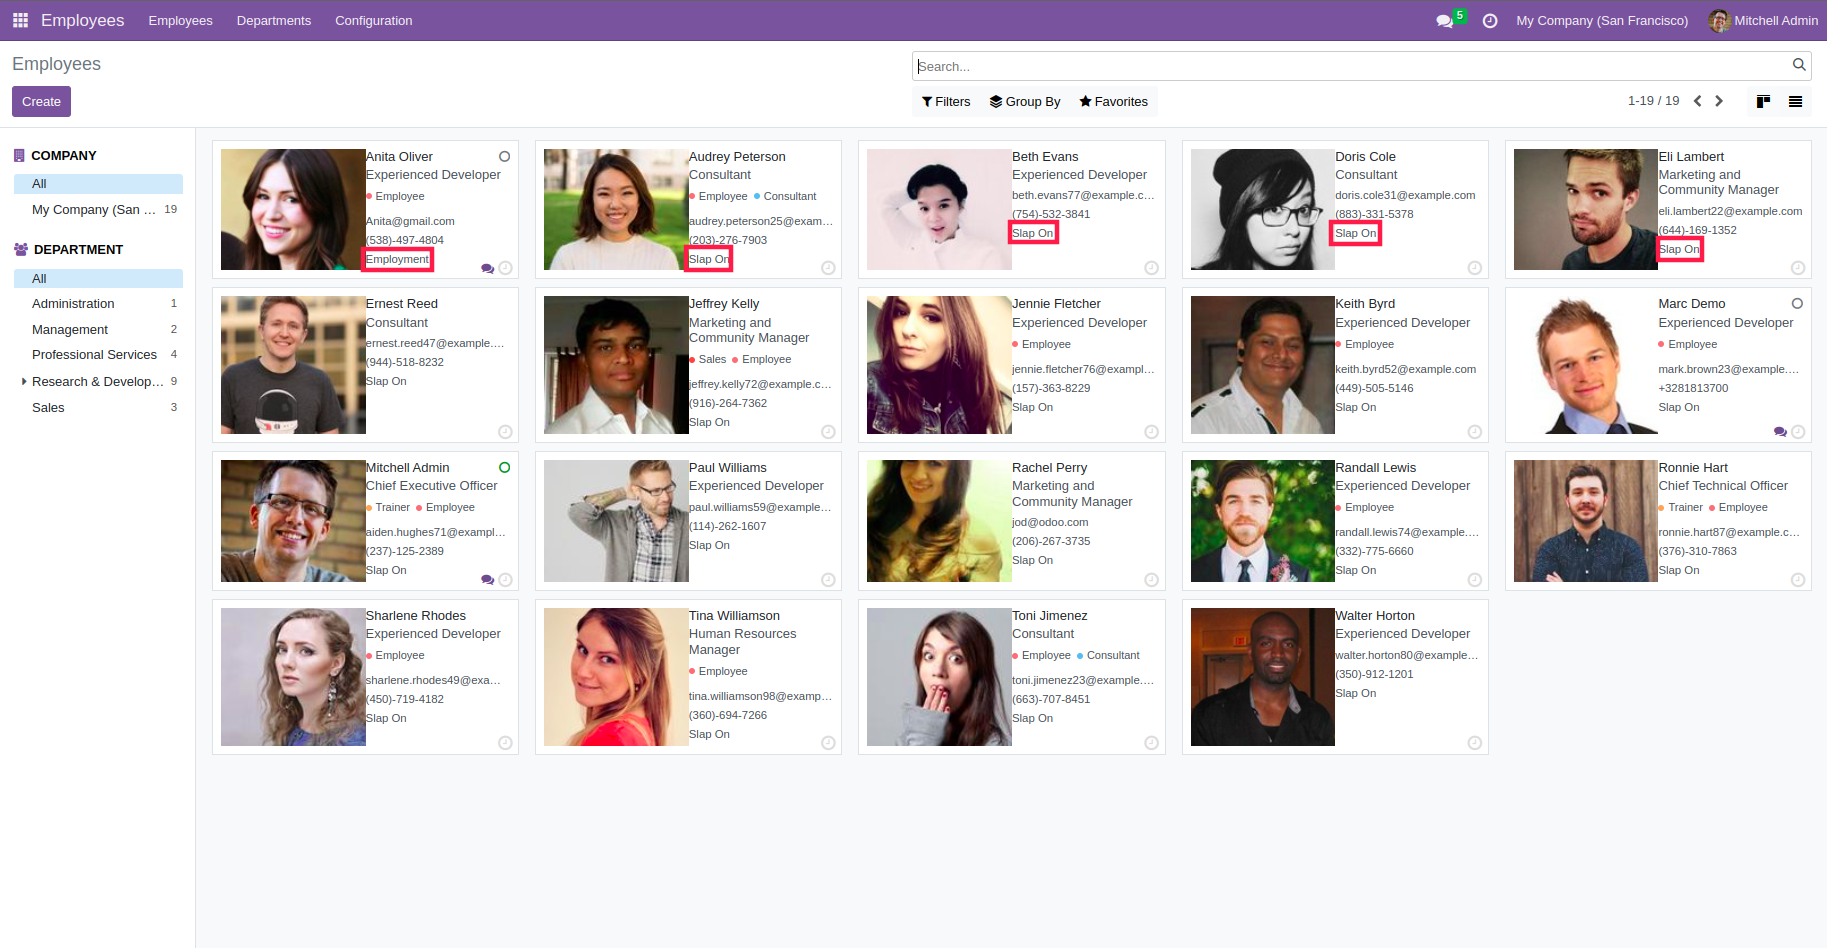 Employees Employees Departments Configuration 5 My Company (San Francisco) Mitchell Admin
Employees
Search...
Create
Filters Group By Favorites
1-19 / 19
COMPANY
All
My Company (San ... 19
DEPARTMENT
All
Administration 1
Management 2
Professional Services 4
Research & Develop... 9
Sales 3
Anita Oliver
Experienced Developer
Employee
Anita@gmail.com
(538)-497-4804
Employment
Audrey Peterson
Consultant
Employee Consultant
audrey.peterson25@exam...
(203)-276-7903
Slap On
Beth Evans
Experienced Developer
beth.evans77@example.c...
(754)-532-3841
Slap On
Doris Cole
Consultant
doris.cole31@example.com
(883)-331-5378
Slap On
Eli Lambert
Marketing and
Community Manager
eli.lambert22@example.com
(644)-169-1352
Slap On
Ernest Reed
Consultant
ernest.reed47@example....
(944)-518-8232
Slap On
Jeffrey Kelly
Marketing and
Community Manager
Sales Employee
jeffrey.kelly72@example.c...
(916)-264-7362
Slap On
Jennie Fletcher
Experienced Developer
Employee
jennie.fletcher76@exampl...
(157)-363-8229
Slap On
Keith Byrd
Experienced Developer
Employee
keith.byrd52@example.com
(449)-505-5146
Slap On
Marc Demo
Experienced Developer
Employee
mark.brown23@example....
+3281813700
Slap On
Mitchell Admin
Chief Executive Officer
Trainer Employee
aiden.hughes71@exampl...
(237)-125-2389
Slap On
Paul Williams
Experienced Developer
paul.williams59@example...
(114)-262-1607
Slap On
Rachel Perry
Marketing and
Community Manager
jod@odoo.com
(206)-267-3735
Slap On
Randall Lewis
Experienced Developer
Employee
randall.lewis74@example....
(332)-775-6660
Slap On
Ronnie Hart
Chief Technical Officer
Trainer Employee
ronnie.hart87@example.c...
(376)-310-7863
Slap On
Sharlene Rhodes
Experienced Developer
Employee
sharlene.rhodes49@exa...
(450)-719-4182
Slap On
Tina Williamson
Human Resources
Manager
Employee
tina.williamson98@examp...
(360)-694-7266
Slap On
Toni Jimenez
Consultant
Employee Consultant
toni.jimenez23@example....
(663)-707-8451
Slap On
Walter Horton
Experienced Developer
walter.horton80@example...
(350)-912-1201
Slap On